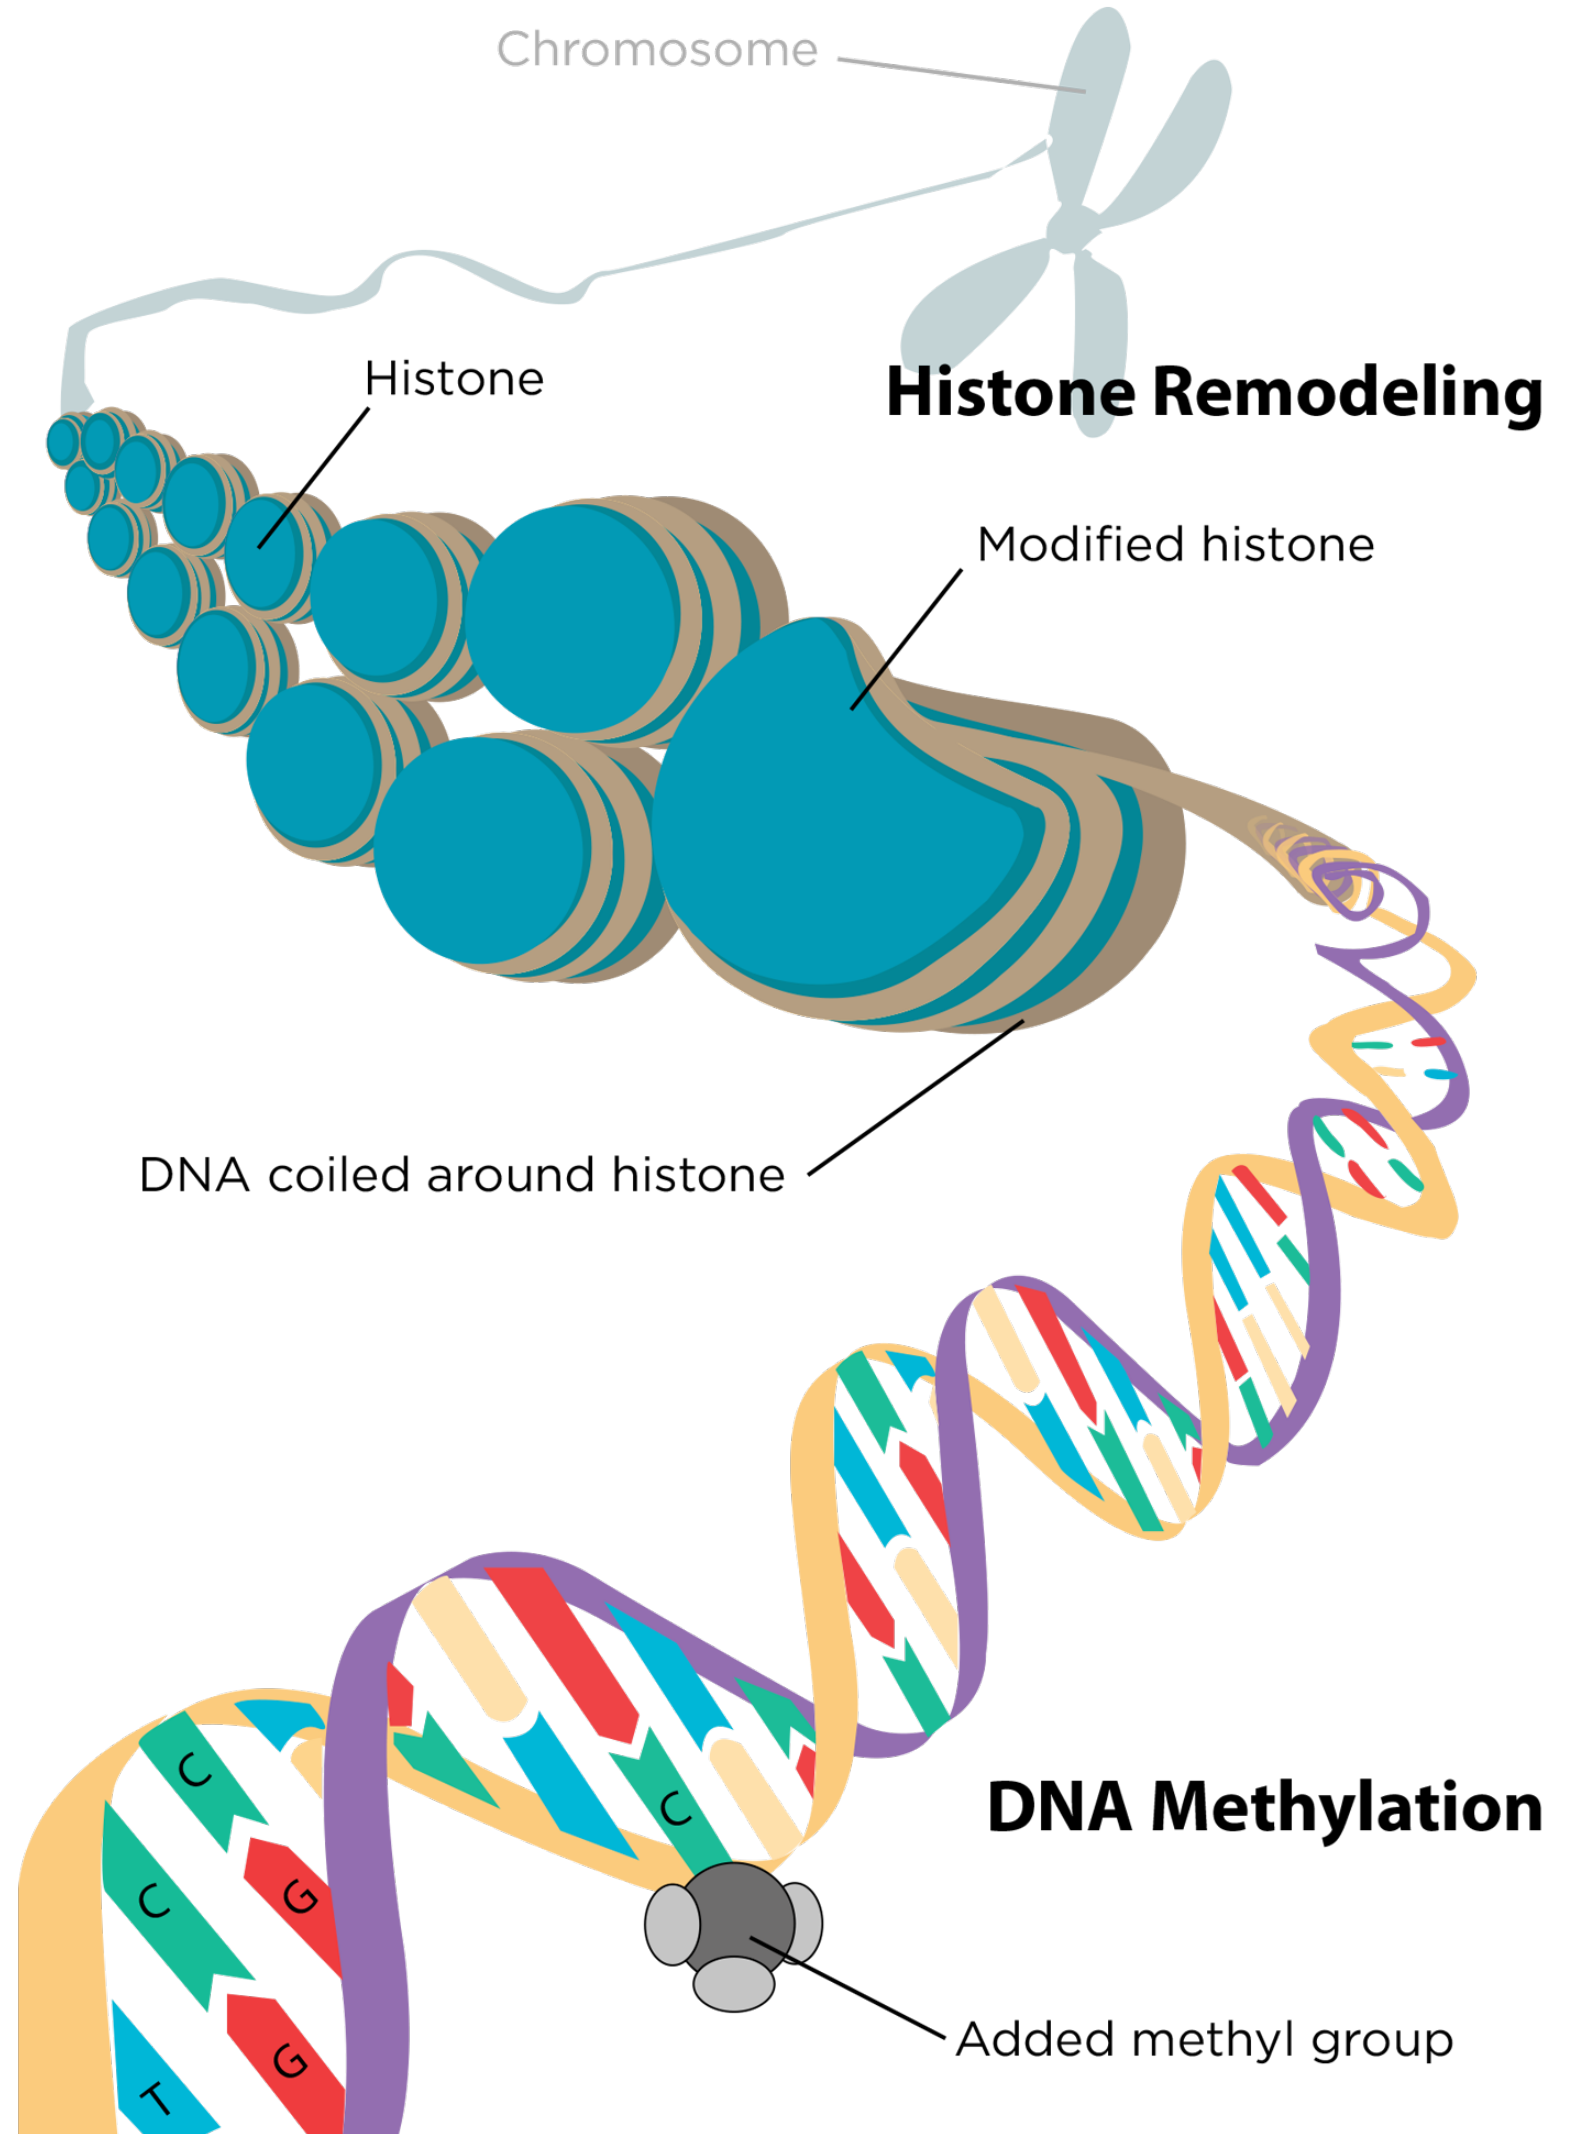 Chromosome
Histone
Histone Remodeling
Modified histone
DNA coiled around histone
C
C
DNA Methylation
C
G
G
T
Added methyl group